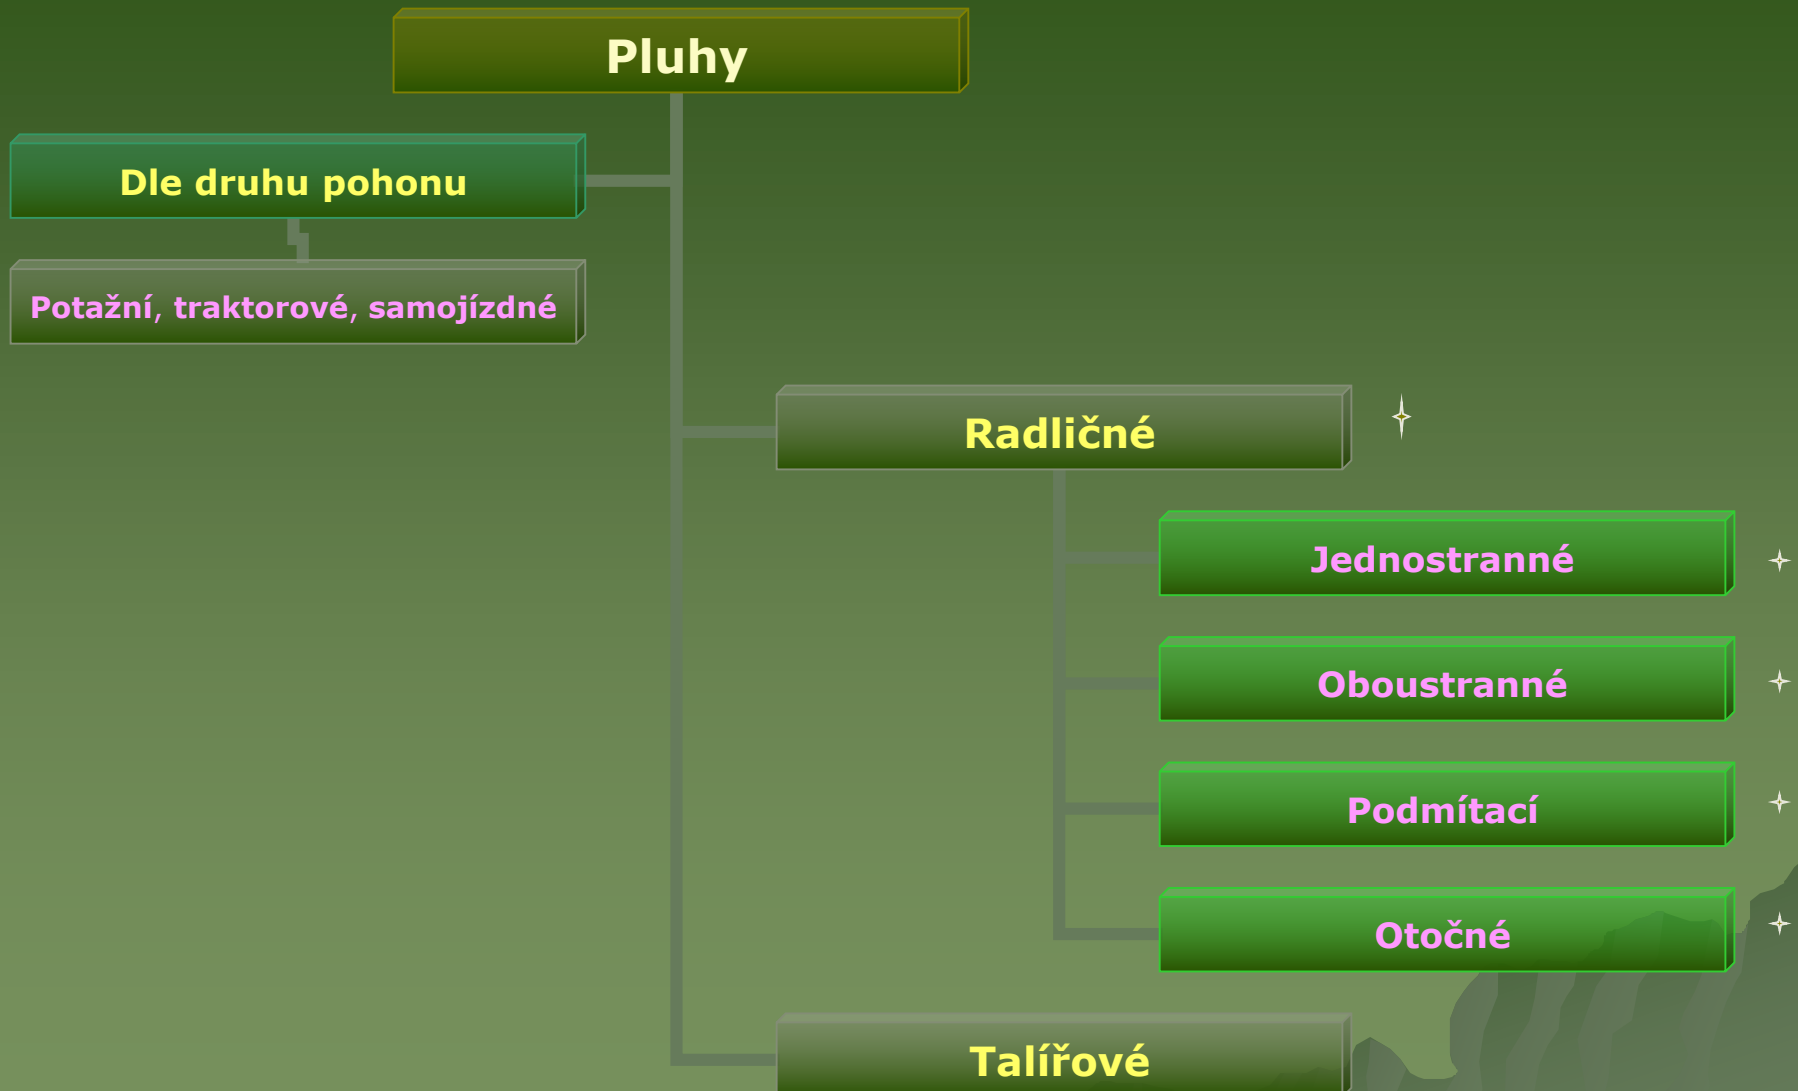 Pluhy
Dle druhu pohonu
Potažní, traktorové, samojízdné
Radličné
Jednostranné
Oboustranné
Podmítací
Otočné
Talířové